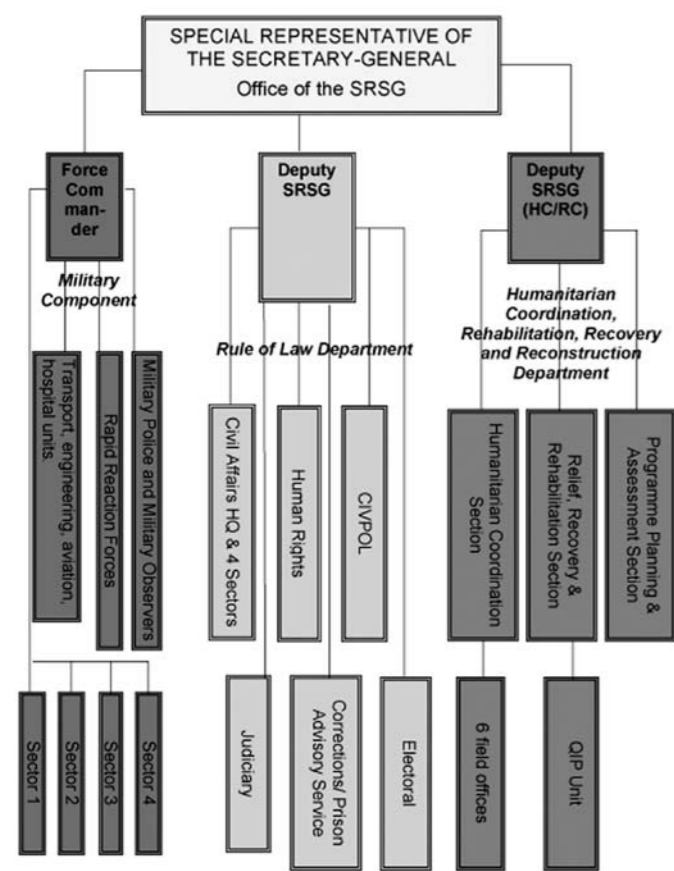 SPECIAL REPRESENTATIVE OF
THE SECRETARY-GENERAL
Office of the SRSG
Force
Com
man-
der
Deputy
SRSG
Deputy
SRSG
(HC/RC)
Military
Component
Rule of Law Department
Humanitarian
Coordination,
Rehabilitation, Recovery
and Reconstruction
Department
Transport, engineering, aviation,
hospital units.
Rapid Reaction Forces
Military Police and Military Observers
Civil Affairs HQ & 4 Sectors
Human Rights
CIVPOL
Humanitarian Coordination
Section
Relief, Recovery &
Rehabilitation Section
Programme Planning &
Assessment Section
Sector 1
Sector 2
Sector 3
Sector 4
Judiciary
Corrections/ Prison
Advisory Service
Electoral
6 field offices
QIP Unit